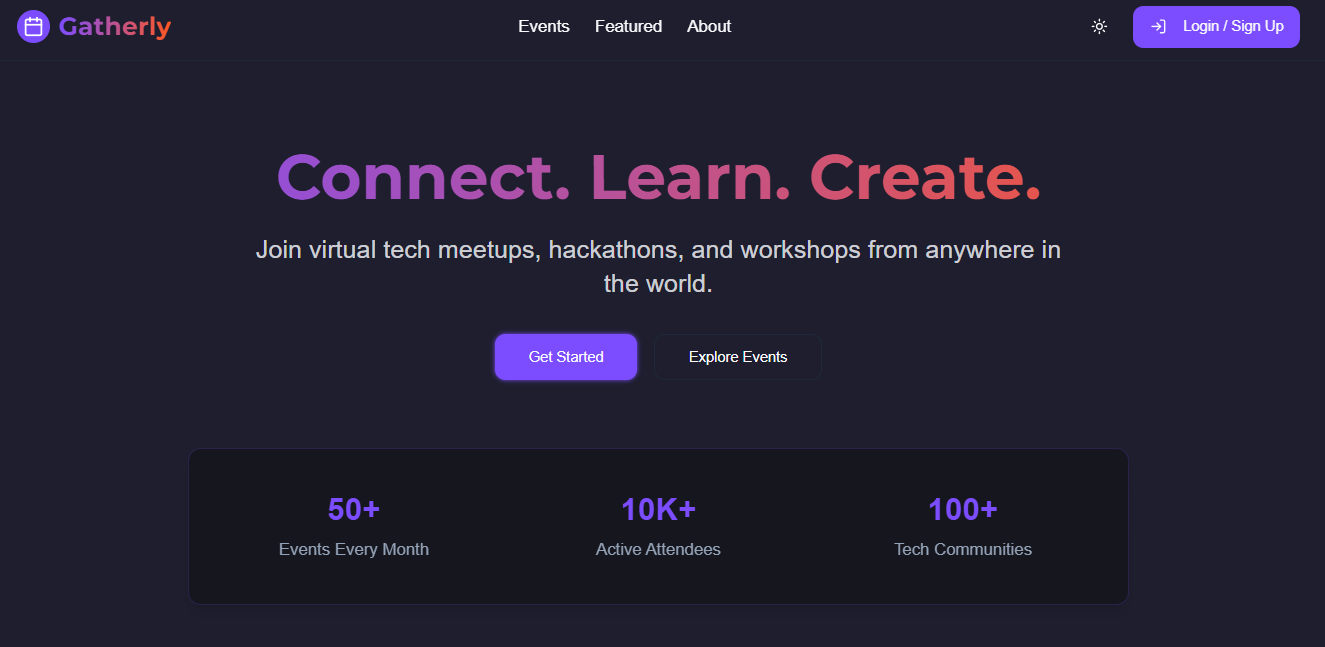 Gatherly
Events
Featured
About
Login / Sign Up
Connect. Learn. Create.
Join virtual tech meetups, hackathons, and workshops from anywhere in
the world.
Get Started
Explore Events
50+
Events Every Month
10K+
Active Attendees
100+
Tech Communities